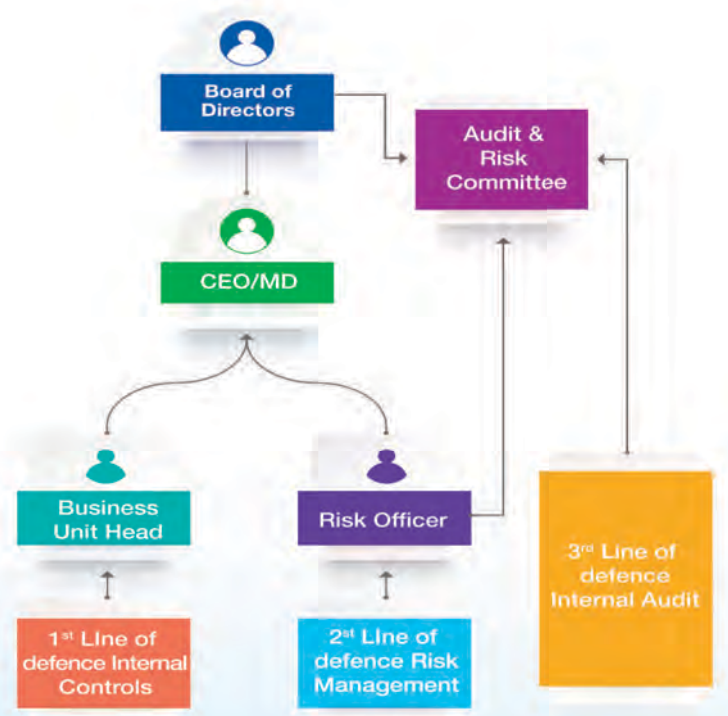 Board of
Directors
Audit &
Risk
Committee
CEO/MD
Business
Unit Head
Risk Officer
3rd Line of
defence
Internal Audit
1st LIne of
defence Internal
Controls
2st LIne of
defence Risk
Management